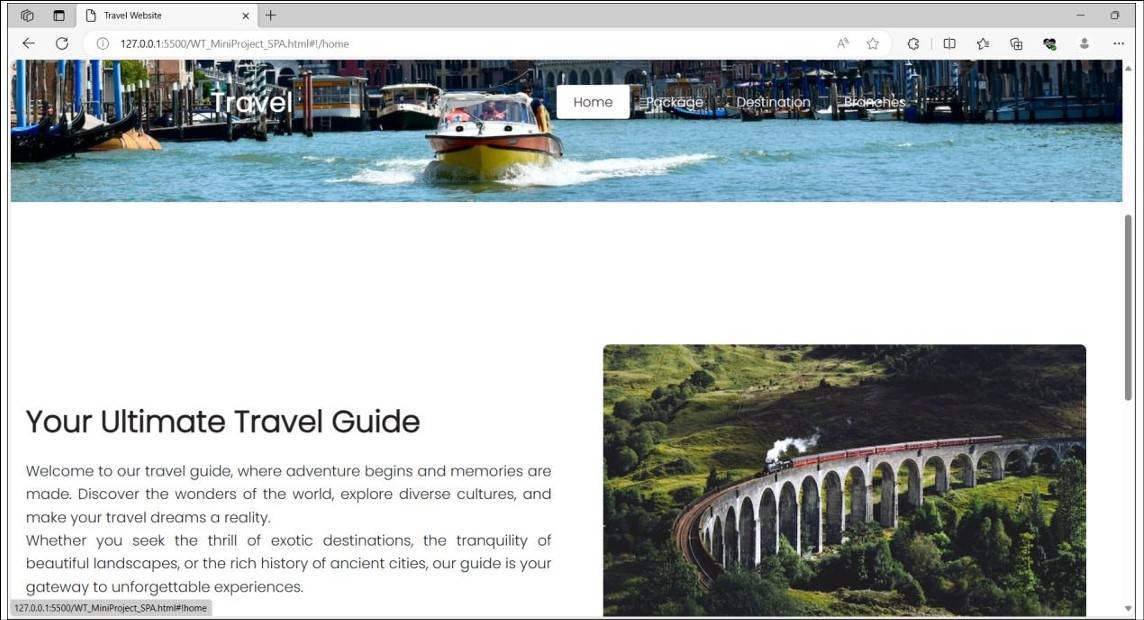 Travel Website
127.0.0.1:5500/WT_MiniProject_SPA.html#!/home
Travel Home Package Destination Branches
Your Ultimate Travel Guide
Welcome to our travel guide, where adventure begins and memories are
made. Discover the wonders of the world, explore diverse cultures, and
make your travel dreams a reality.
Whether you seek the thrill of exotic destinations, the tranquility of
beautiful landscapes, or the rich history of ancient cities, our guide is your
gateway to unforgettable experiences.
127.0.0.1:5500/WT_MiniProject_SPA.html#!home